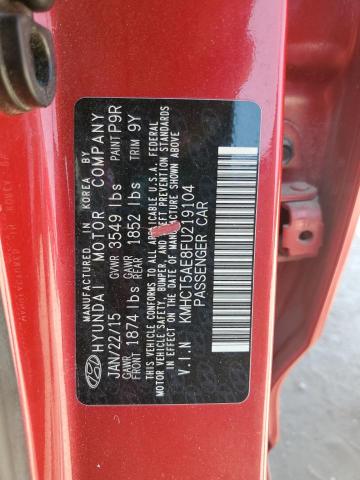 MANUFACTURED IN KOREA BY
HYUNDAI MOTOR COMPANY
JAN/22/15 GVWR 3549 lbs PAINT P9R
GAWR FRONT 1874 lbs GAWR REAR 1852 lbs TRIM 9Y
THIS VEHICLE CONFORMS TO ALL APPLICABLE U.S.A. FEDERAL
MOTOR VEHICLE SAFETY, BUMPER, AND THEFT PREVENTION STANDARDS
IN EFFECT ON THE DATE OF MANUFACTURE SHOWN ABOVE
V.I.N KMHCT5AE8FU219104
PASSENGER CAR